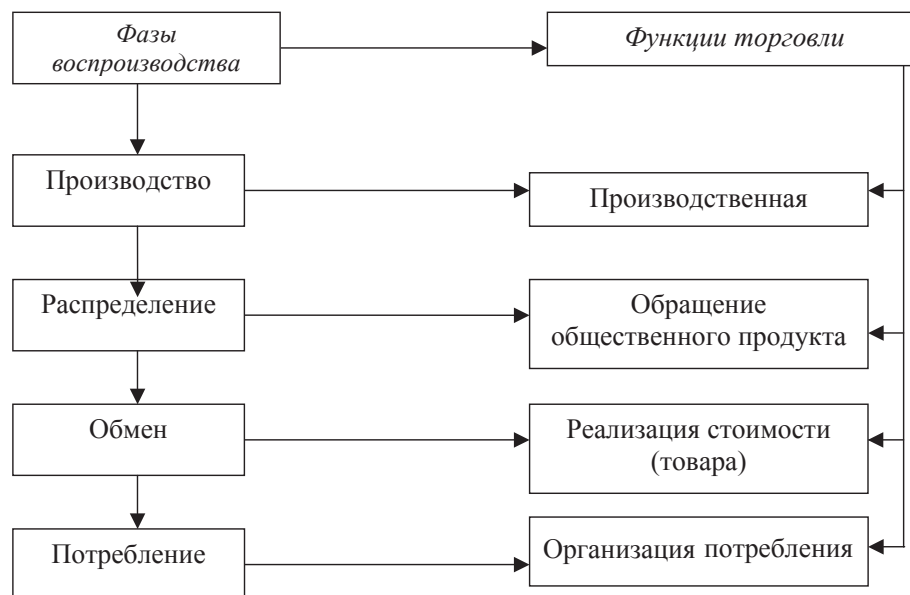 Фазы
воспроизводства
Функции торговли
Производство
Производственная
Распределение
Обращение
общественного продукта
Обмен
Реализация стоимости
(товара)
Потребление
Организация потребления